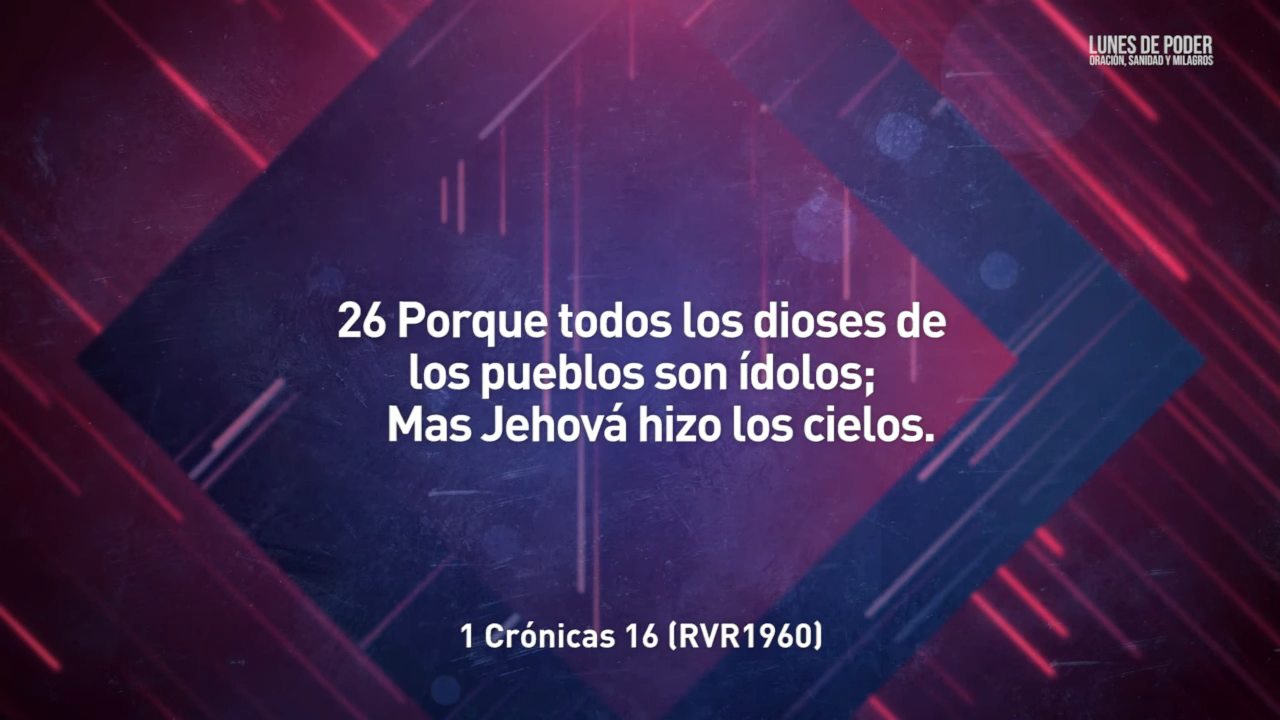 LUNES DE PODER
ORACIÓN, SANIDAD Y MILAGROS
26 Porque todos los dioses de
los pueblos son ídolos;
Mas Jehová hizo los cielos.
1 Crónicas 16 (RVR1960)